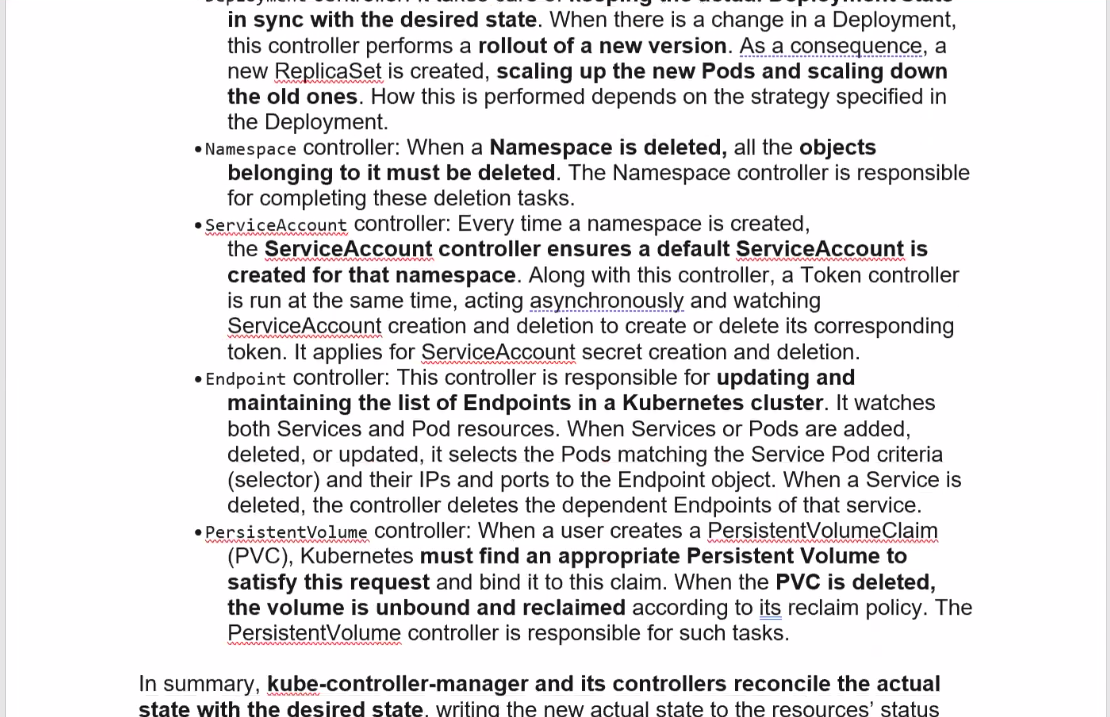 Deployment controller: It takes care of keeping the actual Deployment state
in sync with the desired state. When there is a change in a Deployment,
this controller performs a rollout of a new version. As a consequence, a
new ReplicaSet is created, scaling up the new Pods and scaling down
the old ones. How this is performed depends on the strategy specified in
the Deployment.
•Namespace controller: When a Namespace is deleted, all the objects
belonging to it must be deleted. The Namespace controller is responsible
for completing these deletion tasks.
•ServiceAccount controller: Every time a namespace is created,
the ServiceAccount controller ensures a default ServiceAccount is
created for that namespace. Along with this controller, a Token controller
is run at the same time, acting asynchronously and watching
ServiceAccount creation and deletion to create or delete its corresponding
token. It applies for ServiceAccount secret creation and deletion.
•Endpoint controller: This controller is responsible for updating and
maintaining the list of Endpoints in a Kubernetes cluster. It watches
both Services and Pod resources. When Services or Pods are added,
deleted, or updated, it selects the Pods matching the Service Pod criteria
(selector) and their IPs and ports to the Endpoint object. When a Service is
deleted, the controller deletes the dependent Endpoints of that service.
•PersistentVolume controller: When a user creates a PersistentVolumeClaim
(PVC), Kubernetes must find an appropriate Persistent Volume to
satisfy this request and bind it to this claim. When the PVC is deleted,
the volume is unbound and reclaimed according to its reclaim policy. The
PersistentVolume controller is responsible for such tasks.
In summary, kube-controller-manager and its controllers reconcile the actual
state with the desired state, writing the new actual state to the resources' status